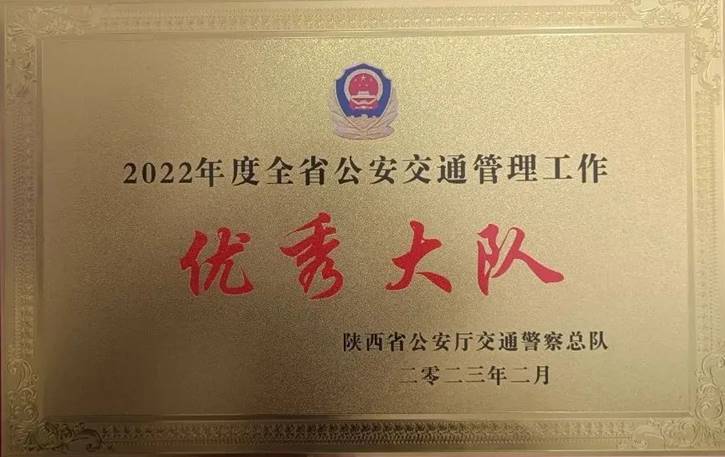 2022年度全省公安交通管理工作
优秀大队
陕西省公安厅交通警察总队
二零二三年二月